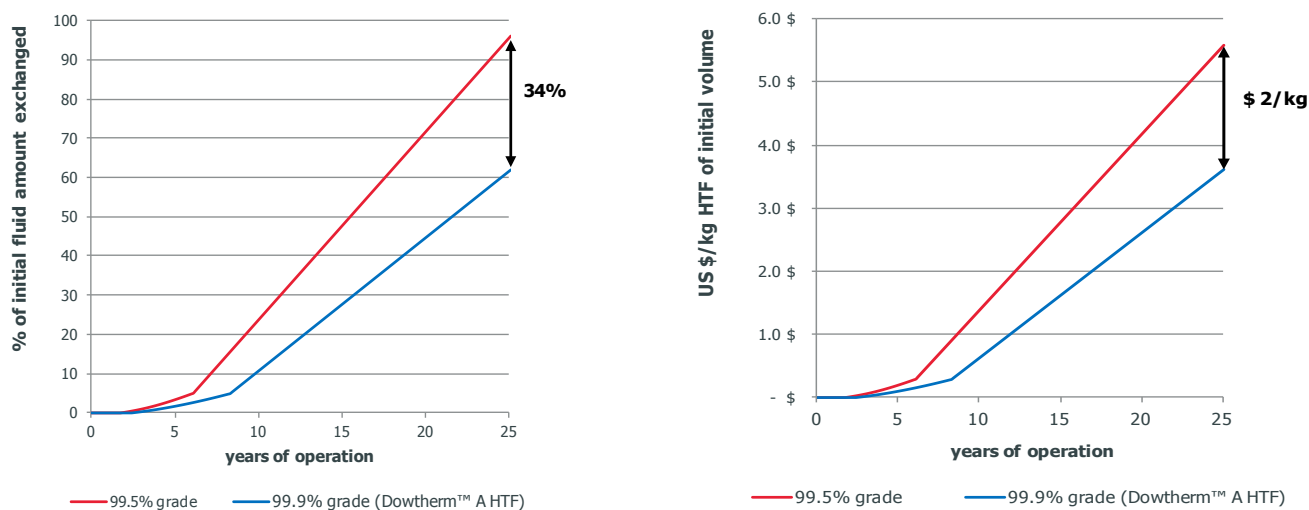 % of initial fluid amount exchanged
100
90
80
70
60
50
40
30
20
10
0
0 5 10 15 20 25
years of operation
34%
99.5% grade 99.9% grade (Dowtherm™ A HTF)
US $/kg HTF of initial volume
6.0 $
5.0 $
4.0 $
3.0 $
2.0 $
1.0 $
- $
0 5 10 15 20 25
years of operation
$ 2/kg
99.5% grade 99.9% grade (Dowtherm™ A HTF)